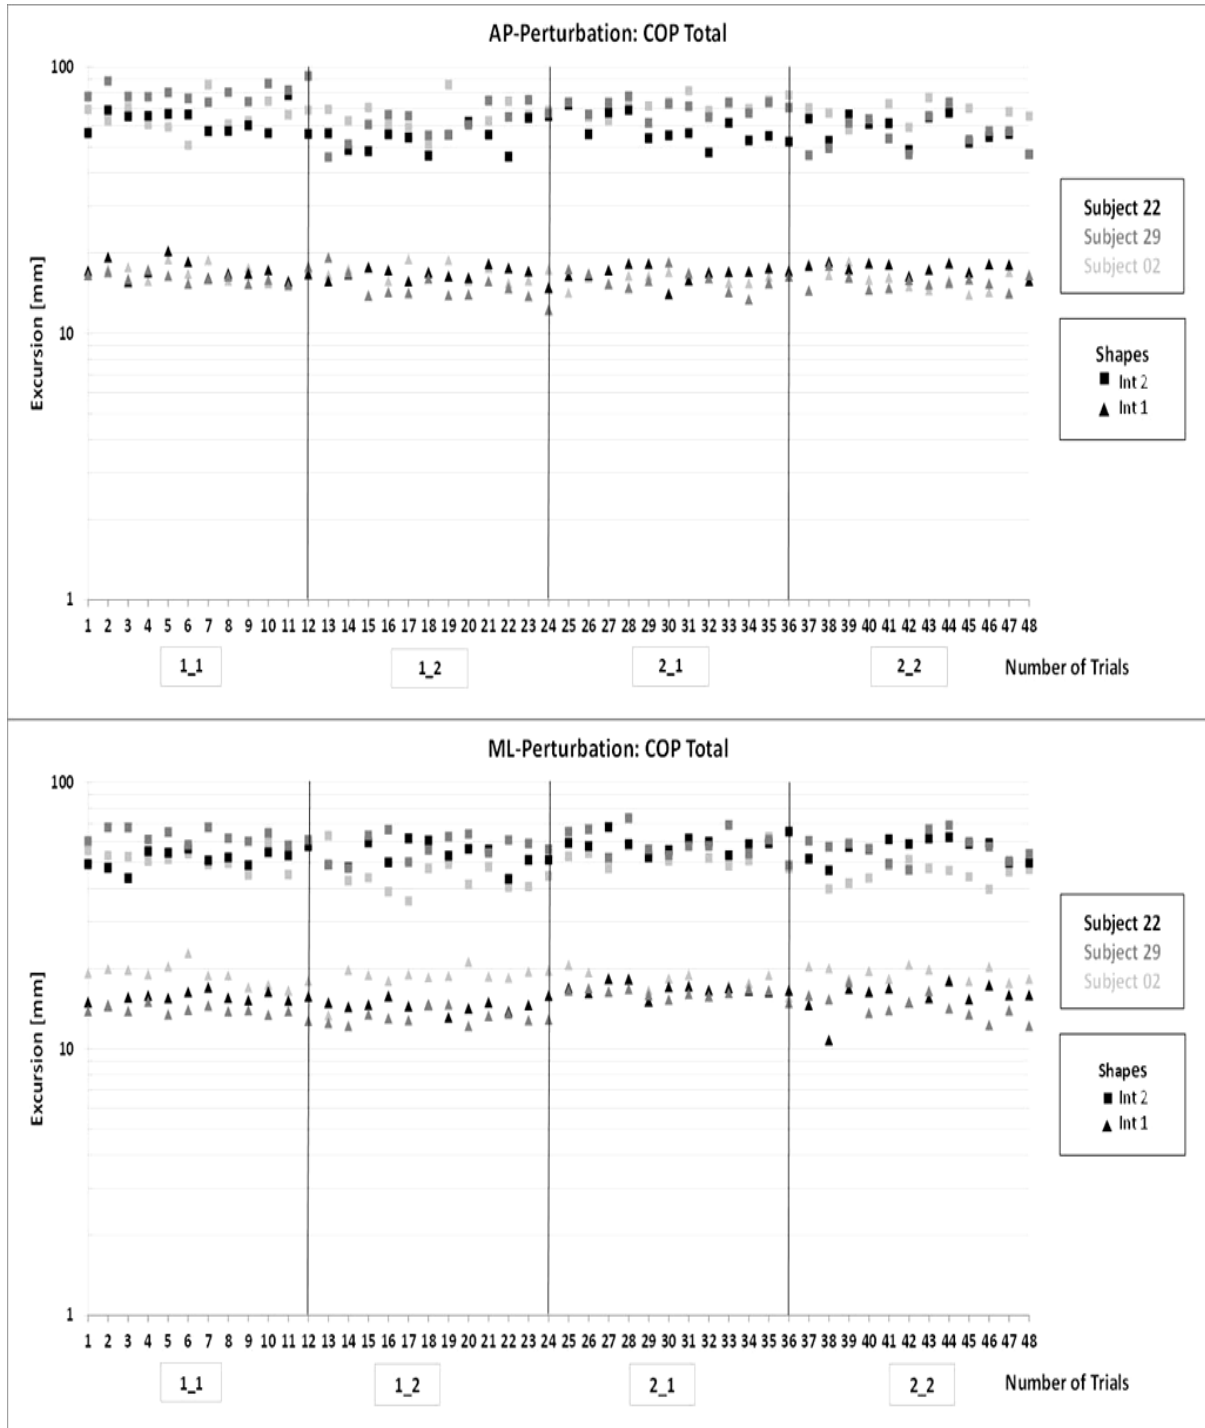 AP-Perturbation: COP Total
100
10
1
Excursion [mm]
1 2 3 4 5 6 7 8 9 10 11 12 13 14 15 16 17 18 19 20 21 22 23 24 25 26 27 28 29 30 31 32 33 34 35 36 37 38 39 40 41 42 43 44 45 46 47 48
1_1 1_2 2_1 2_2 Number of Trials
Subject 22
Subject 29
Subject 02
Shapes
Int 2
Int 1
ML-Perturbation: COP Total
100
10
1
Excursion [mm]
1 2 3 4 5 6 7 8 9 10 11 12 13 14 15 16 17 18 19 20 21 22 23 24 25 26 27 28 29 30 31 32 33 34 35 36 37 38 39 40 41 42 43 44 45 46 47 48
1_1 1_2 2_1 2_2 Number of Trials
Subject 22
Subject 29
Subject 02
Shapes
Int 2
Int 1